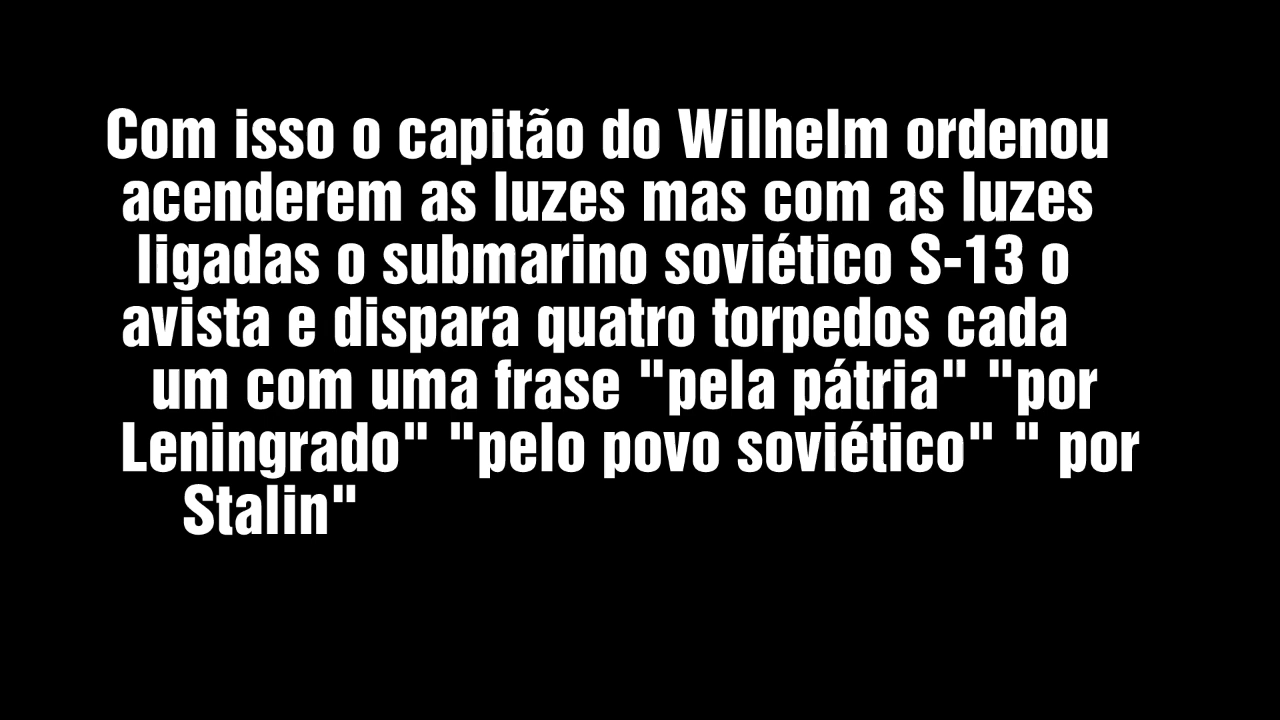 Com isso o capitão do Wilhelm ordenou
acenderem as luzes mas com as luzes
ligadas o submarino soviético S-13 o
avista e dispara quatro torpedos cada
um com uma frase "pela pátria" "por
Leningrado" "pelo povo soviético" " por
Stalin"